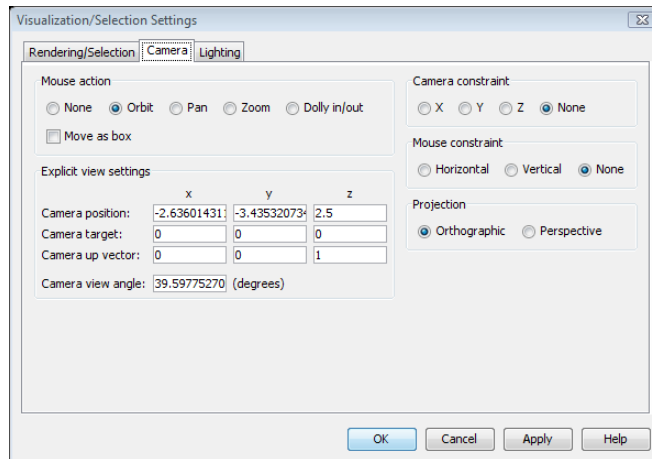 Visualization/Selection Settings
Rendering/Selection Camera Lighting
Mouse action
None Orbit Pan Zoom Dolly in/out
Move as box
Explicit view settings
x y z
Camera position: -2.636014311 -3.435320734 2.5
Camera target: 0 0 0
Camera up vector: 0 0 1
Camera view angle: 39.59775270 (degrees)
Camera constraint
X Y Z None
Mouse constraint
Horizontal Vertical None
Projection
Orthographic Perspective
OK Cancel Apply Help